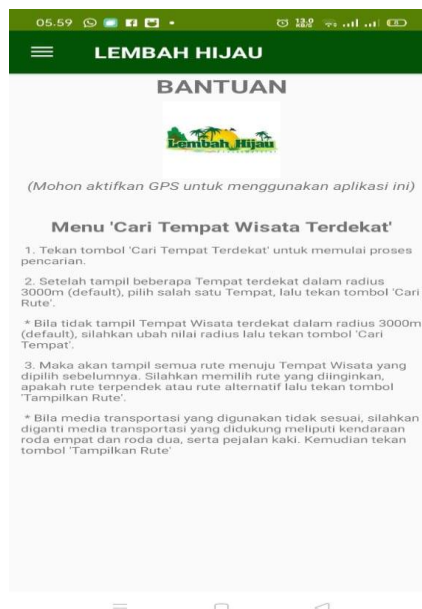 05.59
LEMBAH HIJAU
BANTUAN
Lembah Hijau
(Mohon aktifkan GPS untuk menggunakan aplikasi ini)
Menu 'Cari Tempat Wisata Terdekat'
1. Tekan tombol 'Cari Tempat Terdekat' untuk memulai proses
pencarian.
2. Setelah tampil beberapa Tempat terdekat dalam radius
3000m (default), pilih salah satu Tempat, lalu tekan tombol 'Cari
Rute'.
* Bila tidak tampil Tempat Wisata terdekat dalam radius 3000m
(default), silahkan ubah nilai radius lalu tekan tombol 'Cari
Tempat'.
3. Maka akan tampil semua rute menuju Tempat Wisata yang
dipilih sebelumnya. Silahkan memilih rute yang diinginkan,
apakah rute terpendek atau rute alternatif lalu tekan tombol
'Tampilkan Rute'.
* Bila media transportasi yang digunakan tidak sesuai, silahkan
diganti media transportasi yang didukung meliputi kendaraan
roda empat dan roda dua, serta pejalan kaki. Kemudian tekan
tombol 'Tampilkan Rute'